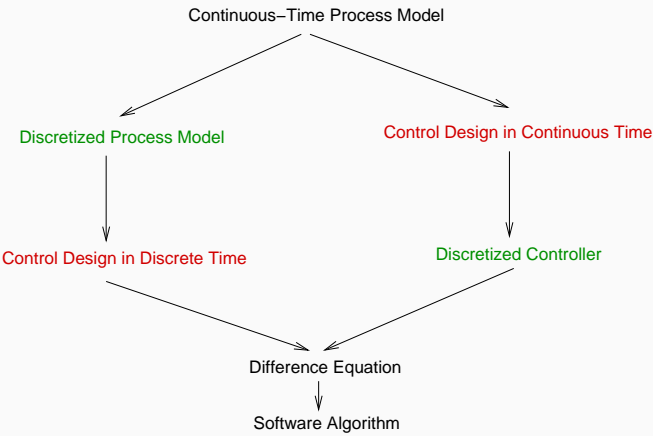 Continuous−Time Process Model
Discretized Process Model
Control Design in Continuous Time
Control Design in Discrete Time
Discretized Controller
Difference Equation
Software Algorithm